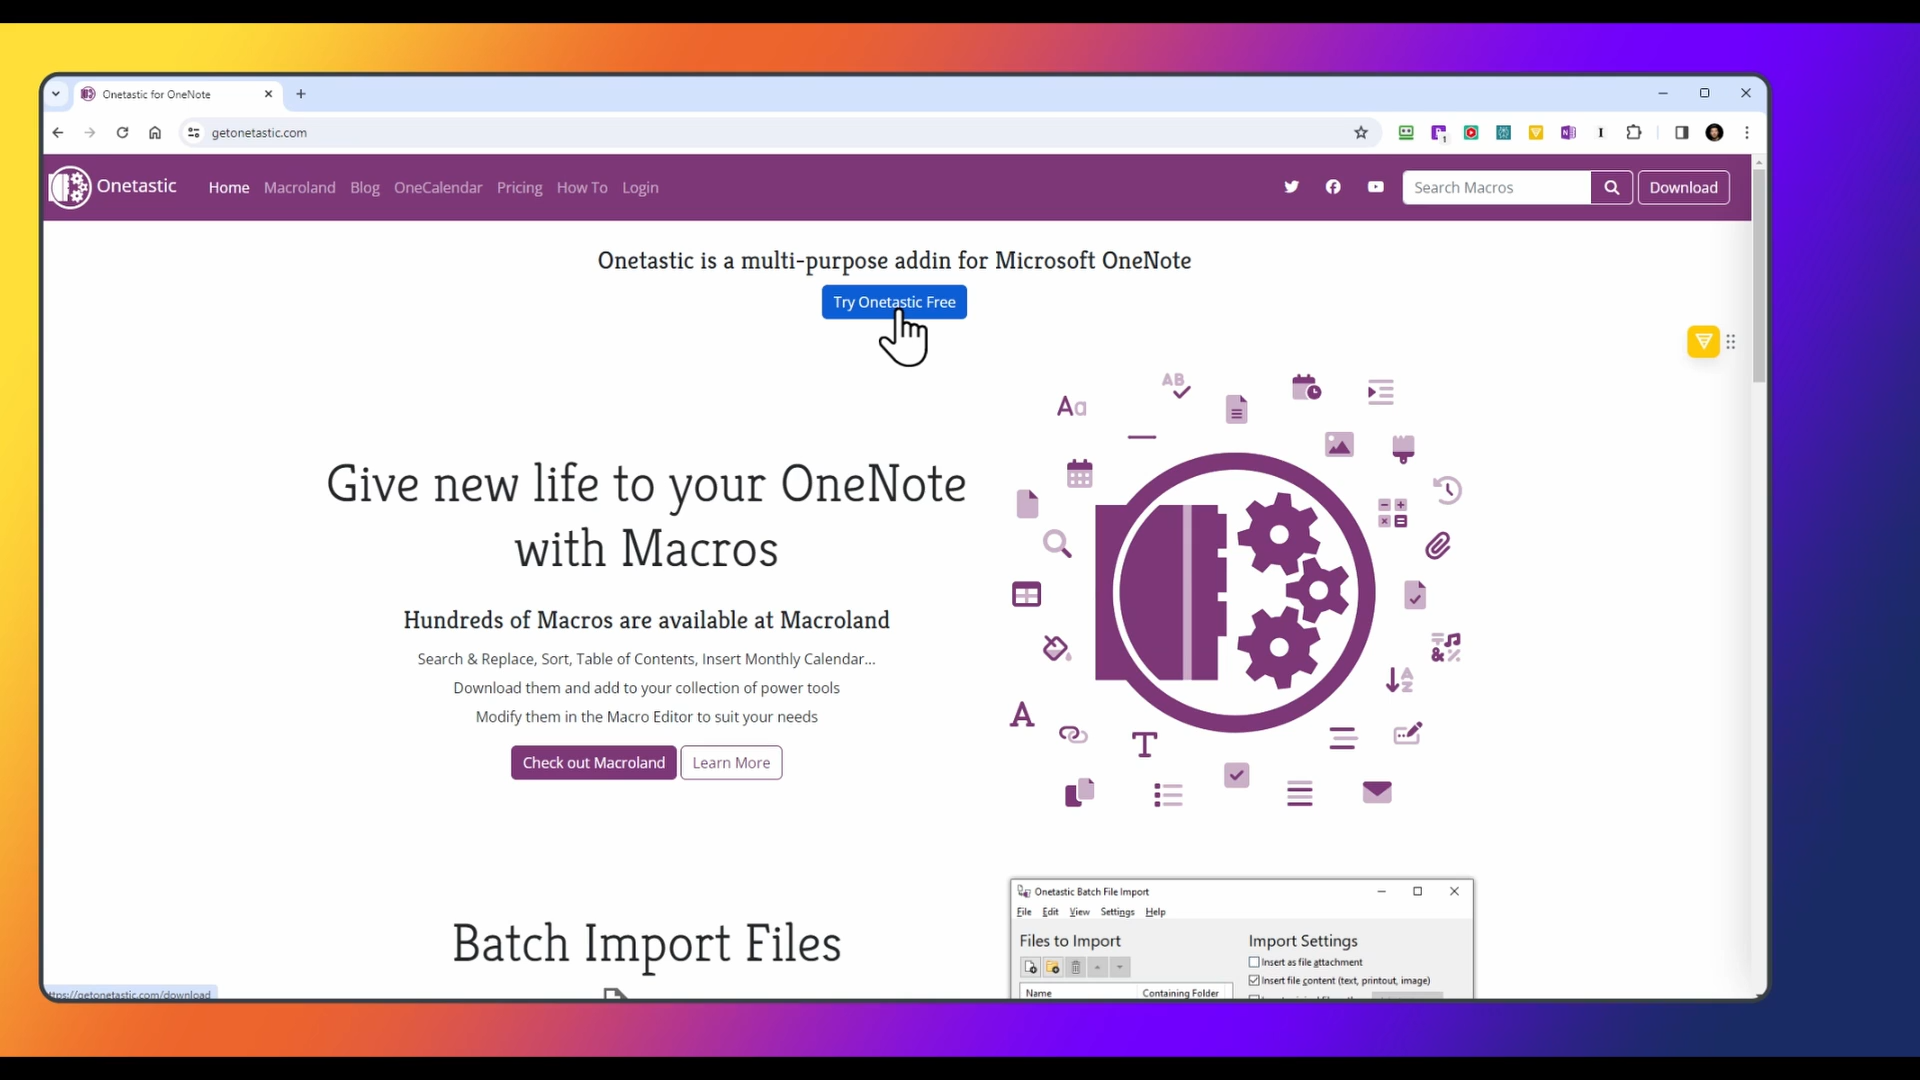 Onetastic for OneNote
getonetastic.com
Onetastic
Home
Macroland
Blog
OneCalendar
Pricing
How To
Login
Search Macros
Download
Onetastic is a multi-purpose addin for Microsoft OneNote
Try Onetastic Free
Give new life to your OneNote
with Macros
Hundreds of Macros are available at Macroland
Search & Replace, Sort, Table of Contents, Insert Monthly Calendar...
Download them and add to your collection of power tools
Modify them in the Macro Editor to suit your needs
Check out Macroland
Learn More
Batch Import Files
Onetastic Batch File Import
File Edit View Settings Help
Files to Import
Import Settings
Insert as file attachment
Insert file content (text, printout, image)
Name
Containing Folder
ttps://getonetastic.com/download